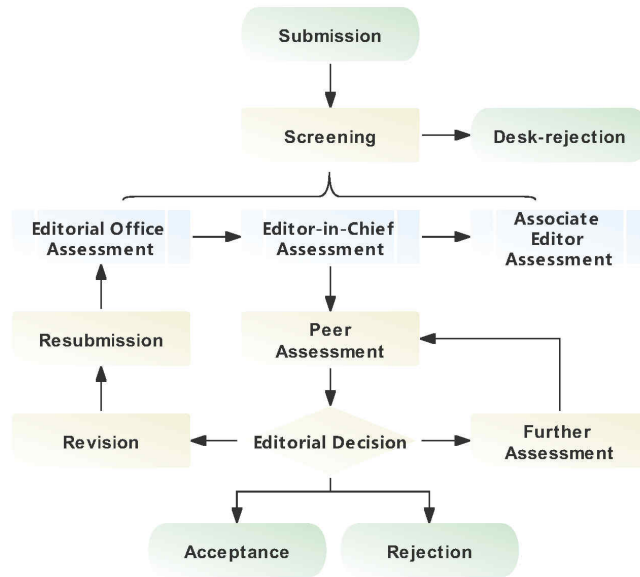 Submission
Screening
Desk-rejection
Editorial Office
Assessment
Editor-in-Chief
Assessment
Associate
Editor
Assessment
Resubmission
Peer
Assessment
Revision
Editorial Decision
Further
Assessment
Acceptance
Rejection